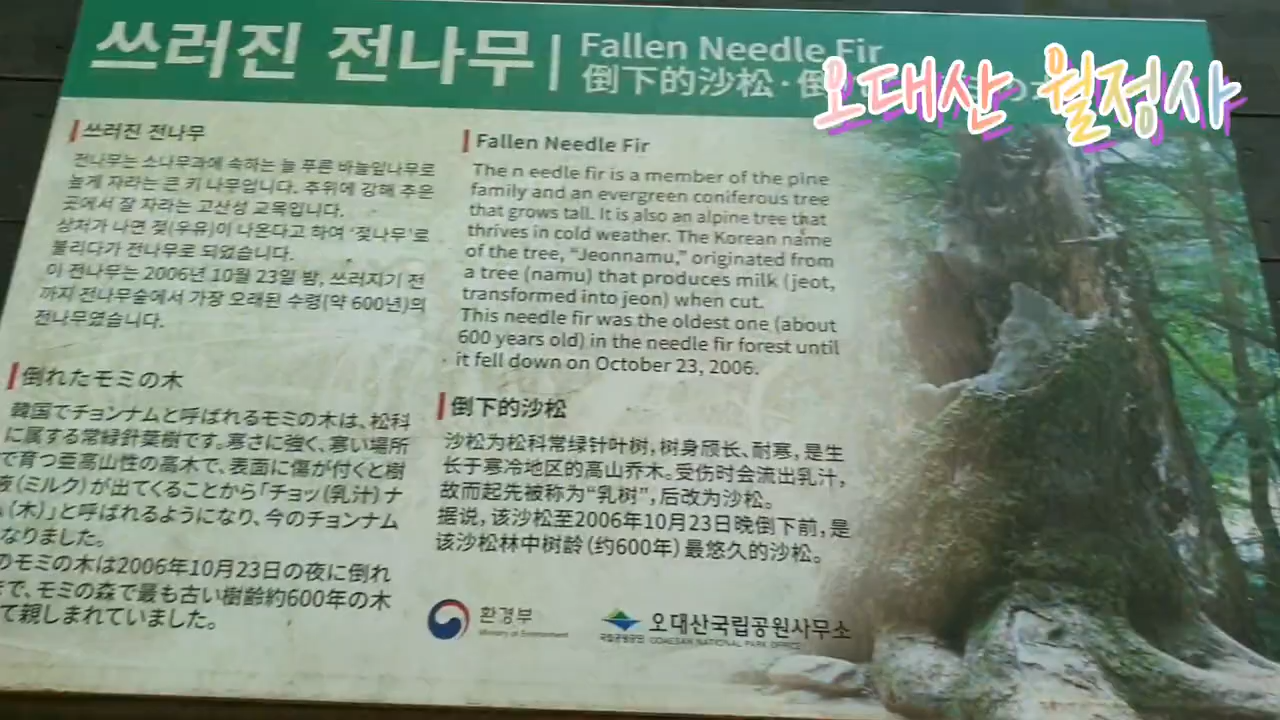 쓰러진 전나무 | Fallen Needle Fir
倒下的沙松·倒
오대산 월정사
쓰러진 전나무
전나무는 소나무과에 속하는 늘 푸른 바늘잎나무로
높게 자라는 큰 키 나무입니다. 추위에 강해 추운
곳에서 잘 자라는 고산성 교목입니다.
상처가 나면 젖(우유)이 나온다고 하여 '젖나무'로
불리다가 전나무로 되었습니다.
이 전나무는 2006년 10월 23일 밤, 쓰러지기 전
까지 전나무숲에서 가장 오래된 수령(약 600년)의
전나무였습니다.
Fallen Needle Fir
The n eedle fir is a member of the pine
family and an evergreen coniferous tree
that grows tall. It is also an alpine tree that
thrives in cold weather. The Korean name
of the tree, “Jeonnamu,” originated from
a tree (namu) that produces milk (jeot,
transformed into jeon) when cut.
This needle fir was the oldest one (about
600 years old) in the needle fir forest until
it fell down on October 23, 2006.
倒れたモミの木
韓国でチョンナムと呼ばれるモミの木は、松科
に属する常緑針葉樹です。寒さに強く、寒い場所
で育つ亜高山性の高木で、表面に傷が付くと樹
液（ミルク）が出てくることから「チョッ（乳汁）ナ
ム（木）」と呼ばれるようになり、今のチョンナム
なりました。
のモミの木は2006年10月23日の夜に倒れ
まで、モミの森で最も古い樹齢約600年の木
て親しまれていました。
倒下的沙松
沙松为松科常绿针叶树，树身颀长、耐寒，是生
长于寒冷地区的高山乔木。受伤时会流出乳汁，
故而起先被称为“乳树”，后改为沙松。
据说，该沙松至2006年10月23日晚倒下前，是
该沙松林中树龄（约600年）最悠久的沙松。
환경부
Ministry of Environment
국립공원공단
오대산국립공원사무소
ODAESAN NATIONAL PARK OFFICE